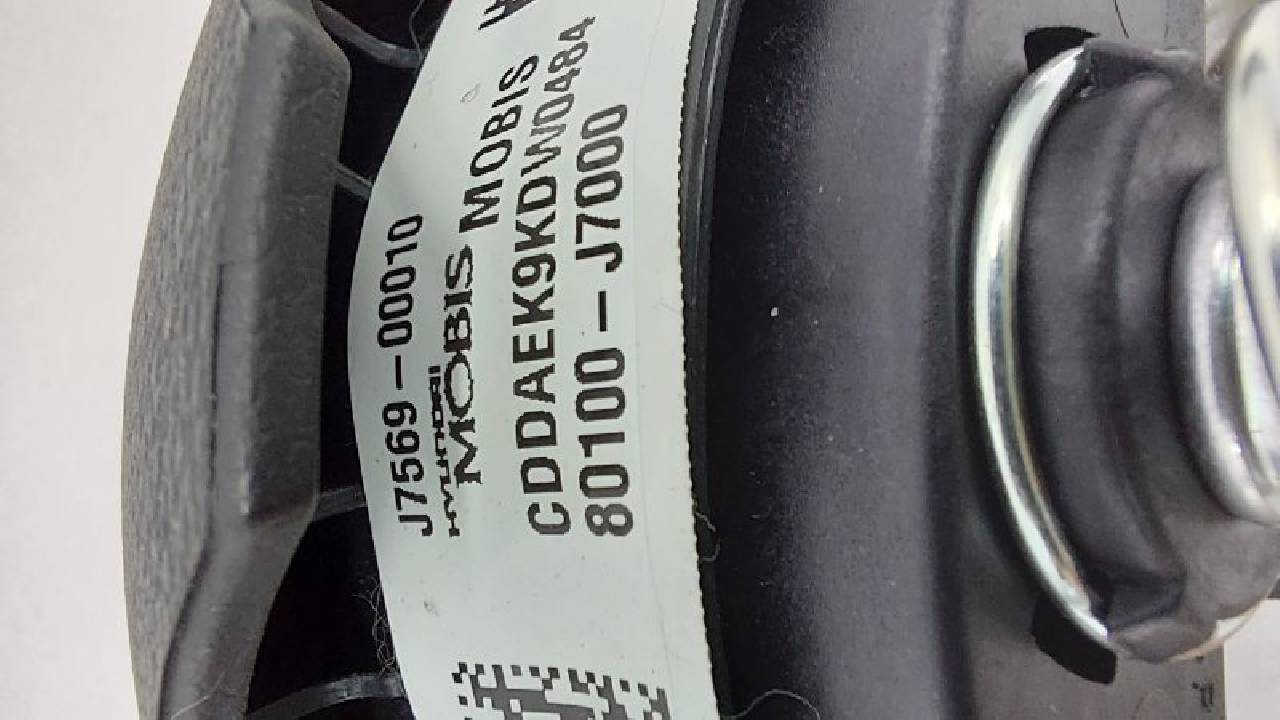 J7569-00010
HYUNDAI
MOBIS MOBIS
CDDAEK9KDW0484
80100-J7000